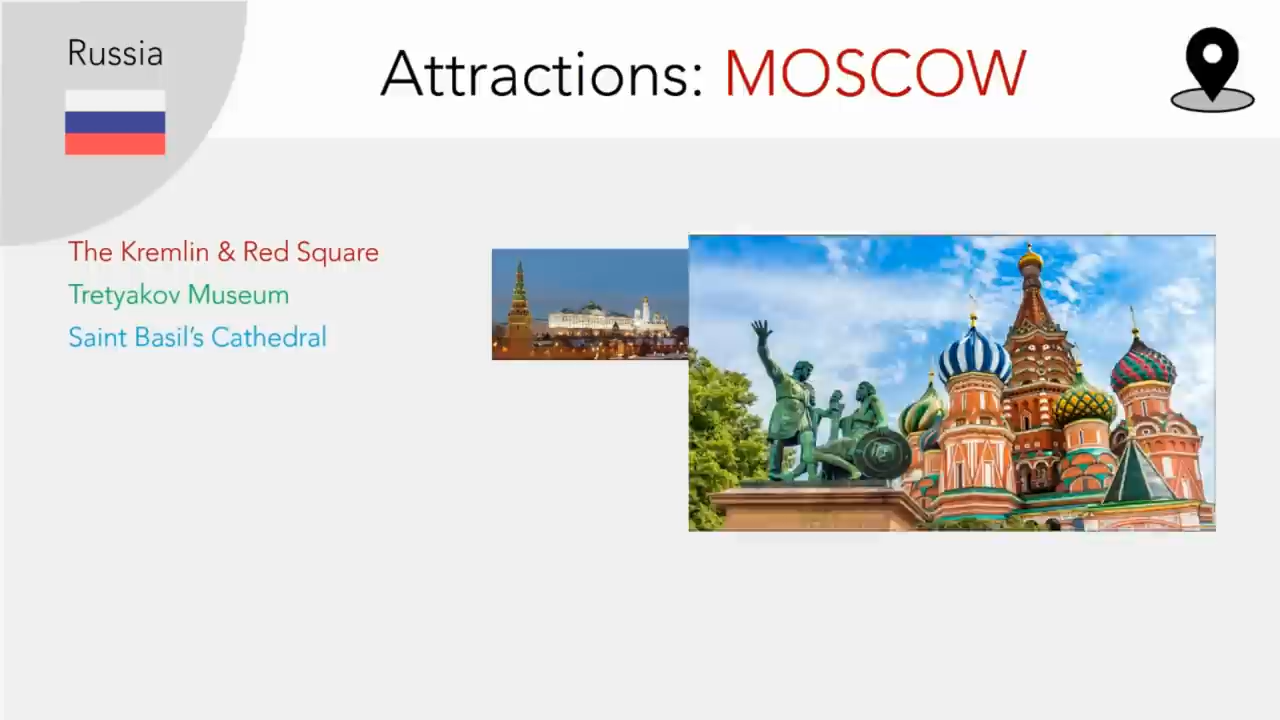 Russia
Attractions: MOSCOW
The Kremlin & Red Square
Tretyakov Museum
Saint Basil's Cathedral